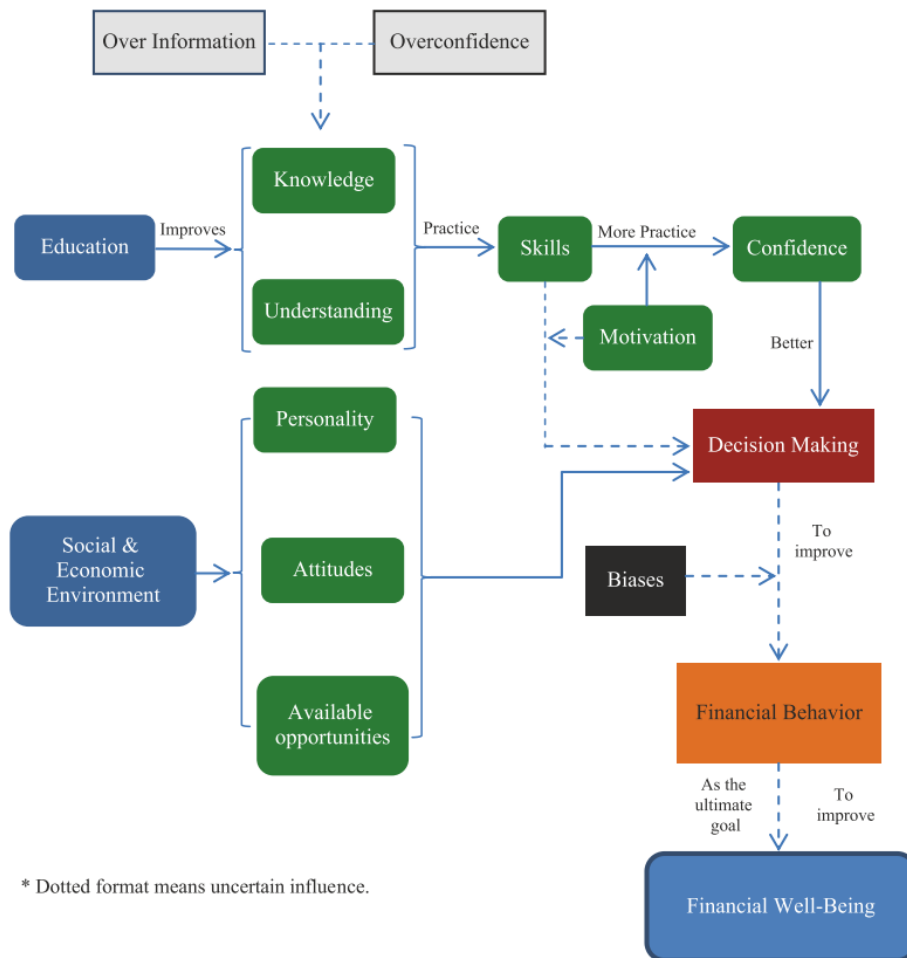 Over Information
Overconfidence
Knowledge
Education
Improves
Practice
Skills
More Practice
Confidence
Understanding
Motivation
Better
Personality
Decision Making
Social &
Economic
Environment
Attitudes
To
improve
Biases
Available
opportunities
Financial Behavior
As the
ultimate
goal
To
improve
* Dotted format means uncertain influence.
Financial Well-Being